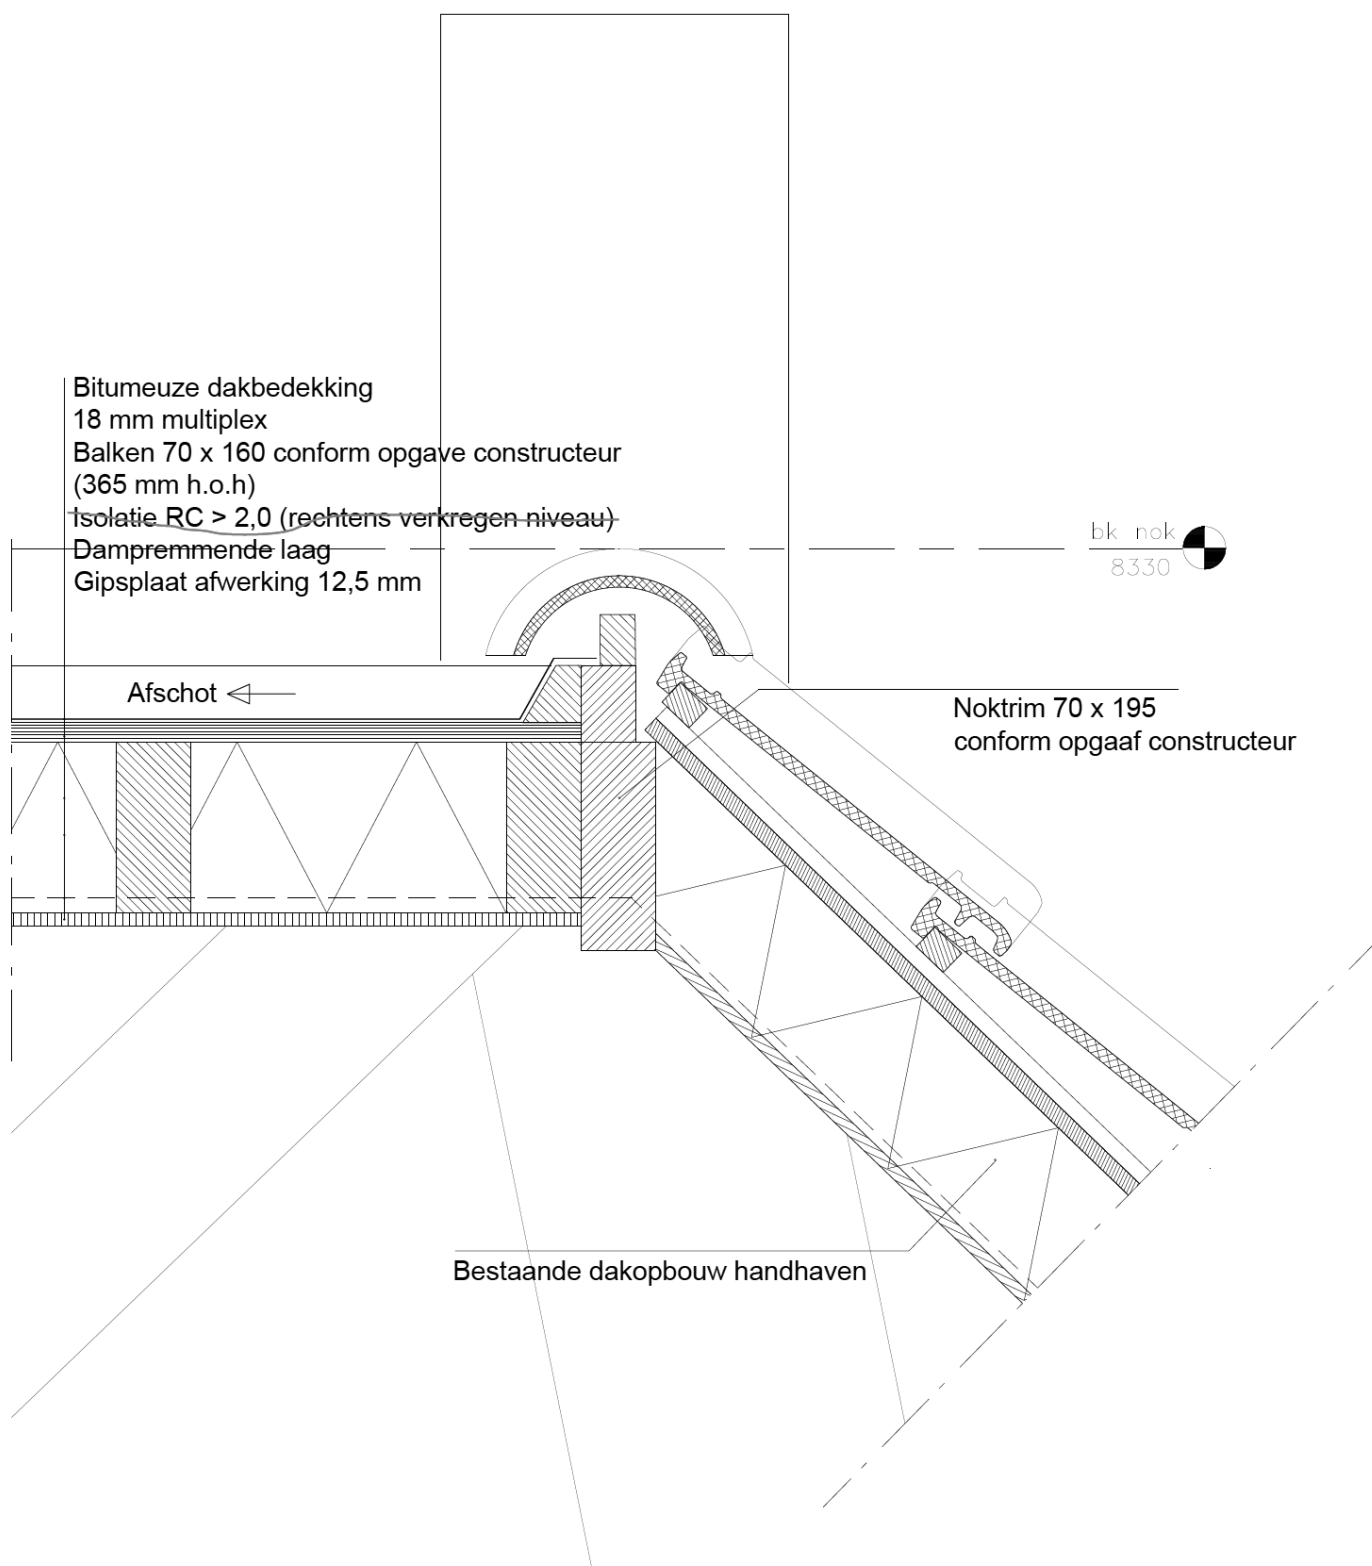 Bitumeuze dakbedekking
18 mm multiplex
Balken 70 x 160 conform opgave constructeur
(365 mm h.o.h)
Isolatie RC > 2,0 (rechtens verkregen niveau)
Dampremmende laag
Gipsplaat afwerking 12,5 mm
bk nok
8330
Afschot
Noktrim 70 x 195
conform opgaaf constructeur
Bestaande dakopbouw handhaven